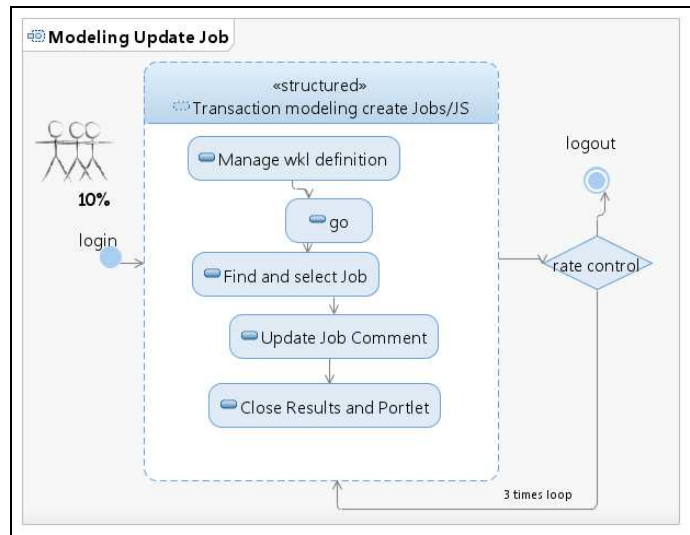 Modeling Update Job
«structured»
Transaction modeling create Jobs/JS
Manage wkl definition
go
Find and select Job
Update Job Comment
Close Results and Portlet
10%
login
logout
rate control
3 times loop